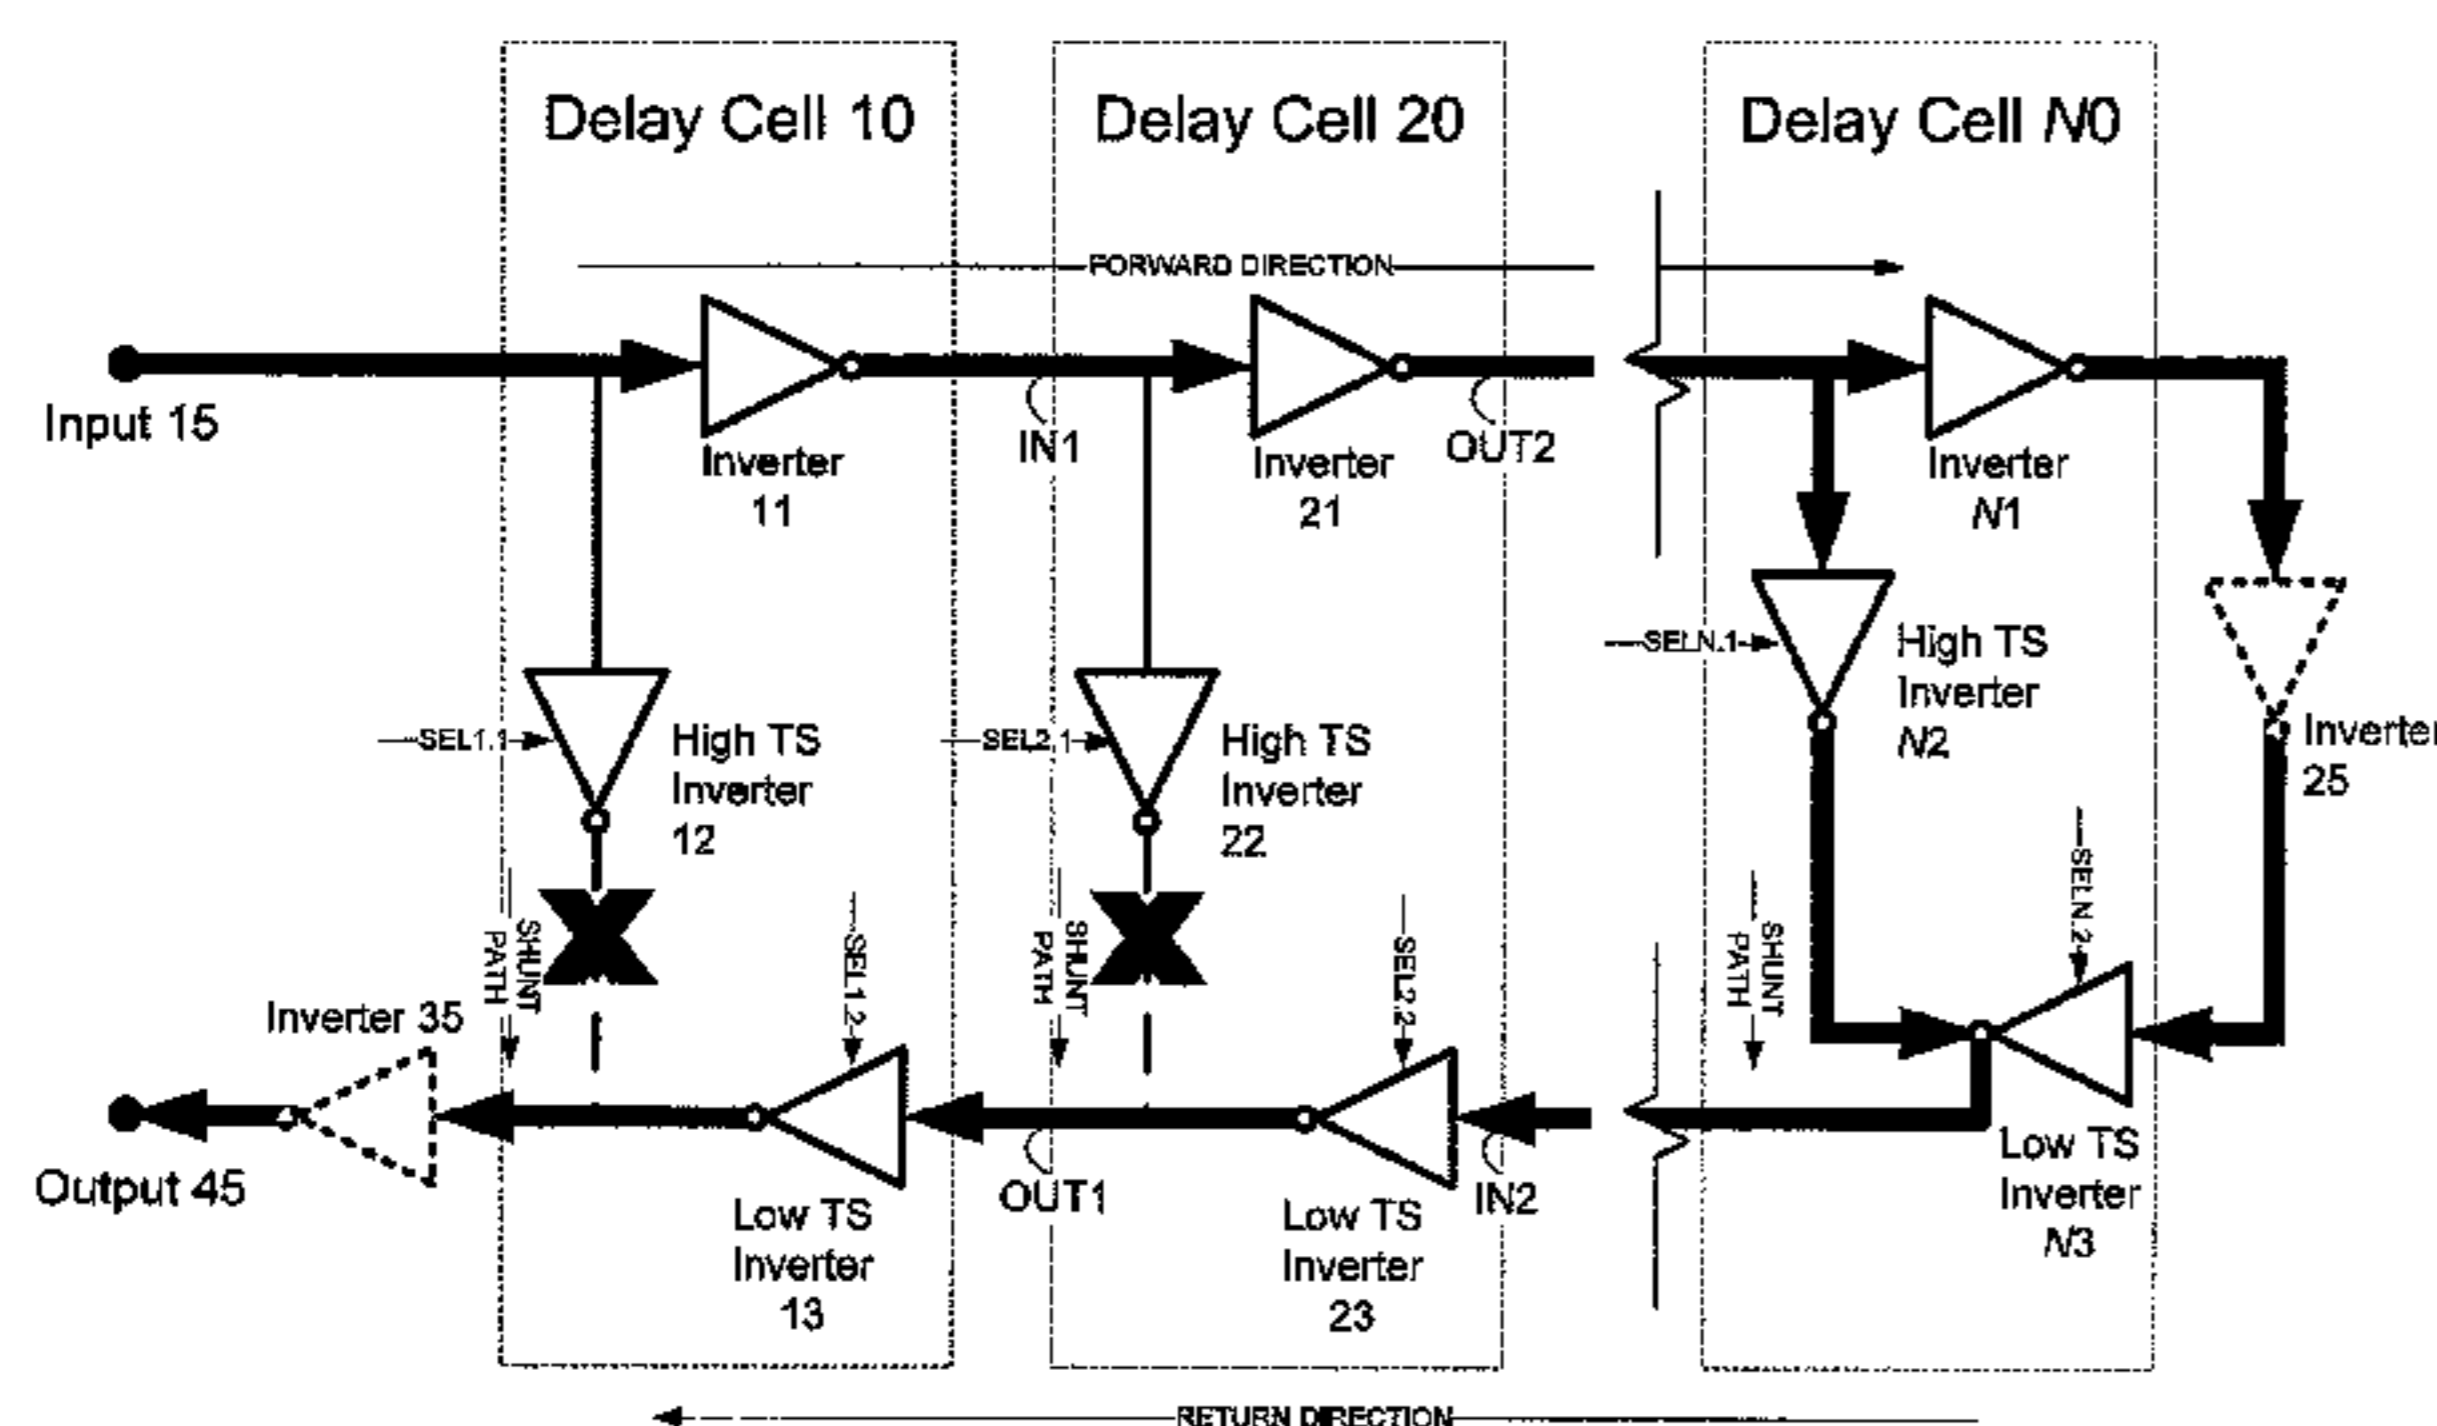 Delay Cell 10
Delay Cell 20
Delay Cell N0
FORWARD DIRECTION
Input 15
IN1
OUT2
Inverter
11
Inverter
21
Inverter
N1
SEL1.1
High TS
Inverter
12
SEL2.1
High TS
Inverter
22
SELN.1
High TS
Inverter
N2
Inverter
25
SHUNT
PATH
SEL1.2
SHUNT
PATH
SEL2.2
SHUNT
PATH
SELN.2
Inverter 35
Output 45
Low TS
Inverter
13
OUT1
Low TS
Inverter
23
IN2
Low TS
Inverter
N3
RETURN DIRECTION